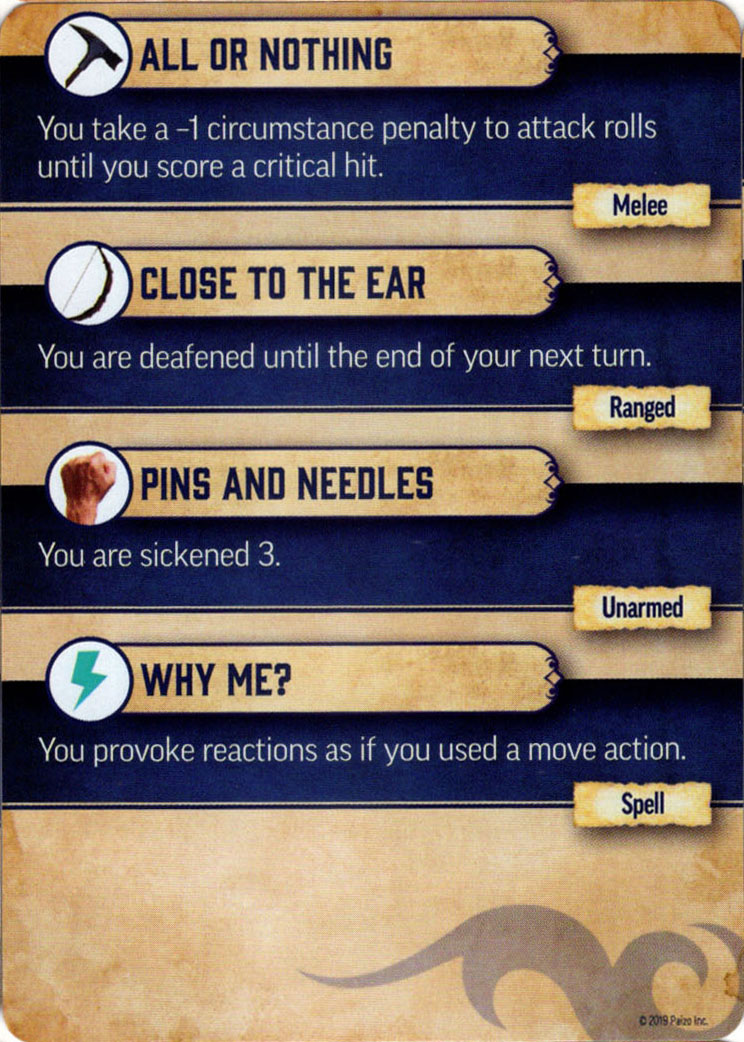 ALL OR NOTHING
You take a –1 circumstance penalty to attack rolls
until you score a critical hit.
Melee
CLOSE TO THE EAR
You are deafened until the end of your next turn.
Ranged
PINS AND NEEDLES
You are sickened 3.
Unarmed
WHY ME?
You provoke reactions as if you used a move action.
Spell
© 2019 Paizo Inc.